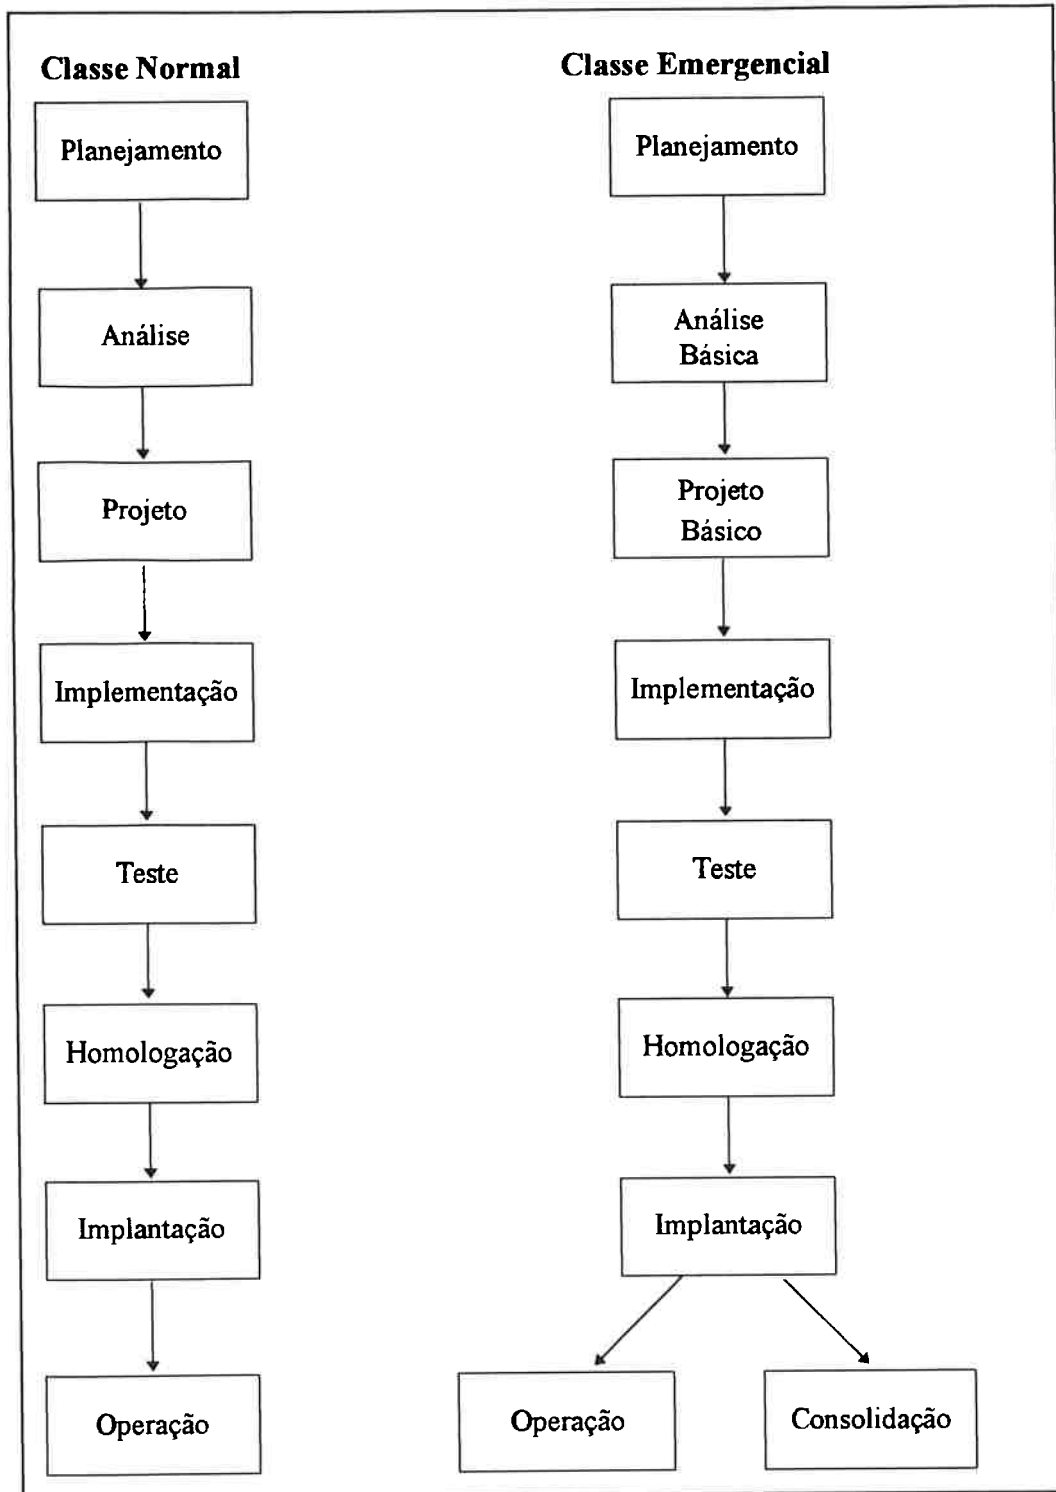 Classe Normal
Planejamento
Análise
Projeto
Implementação
Teste
Homologação
Implantação
Operação
Classe Emergencial
Planejamento
Análise
Básica
Projeto
Básico
Implementação
Teste
Homologação
Implantação
Operação
Consolidação